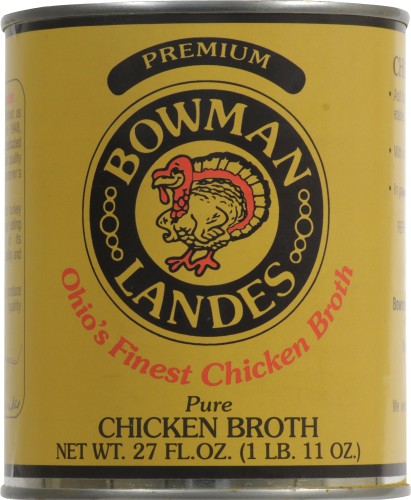 PREMIUM
BOWMAN
LANDES
Ohio's Finest Chicken Broth
Pure
CHICKEN BROTH
NET WT. 27 FL.OZ. (1 LB. 11 OZ.)